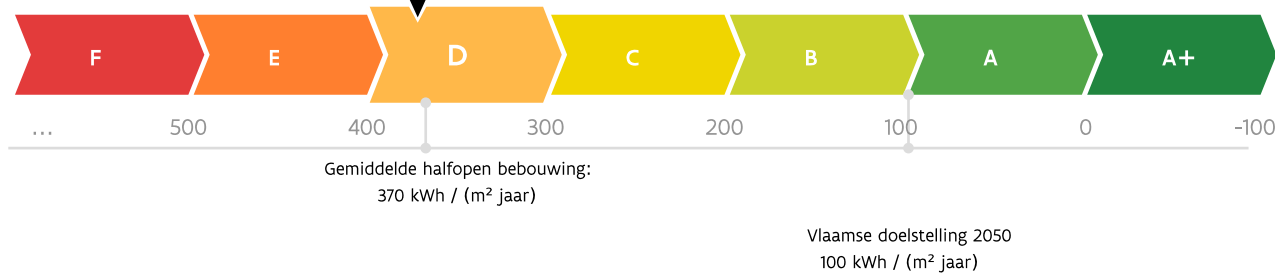 F E D C B A A+
... 500 400 300 200 100 0 -100
Gemiddelde halfopen bebouwing:
370 kWh / (m² jaar)
Vlaamse doelstelling 2050
100 kWh / (m² jaar)